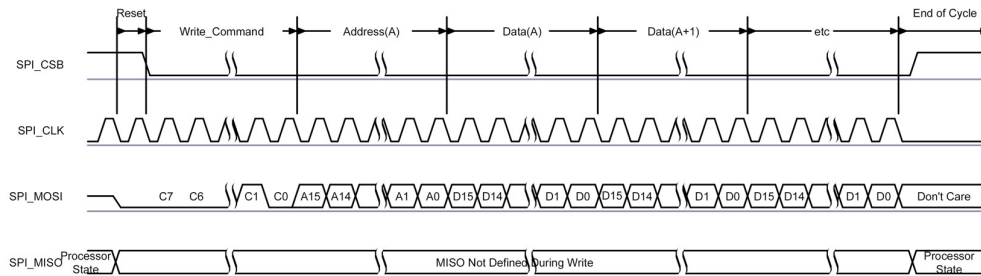 Reset
End of Cycle
Write_Command
Address(A)
Data(A)
Data(A+1)
etc
SPI_CSB
SPI_CLK
SPI_MOSI
C7 C6 C1 C0 A15 A14 A1 A0 D15 D14 D1 D0 D15 D14 D1 D0 D15 D14 D1 D0 Don't Care
SPI_MISO
Processor
State
MISO Not Defined During Write
Processor
State